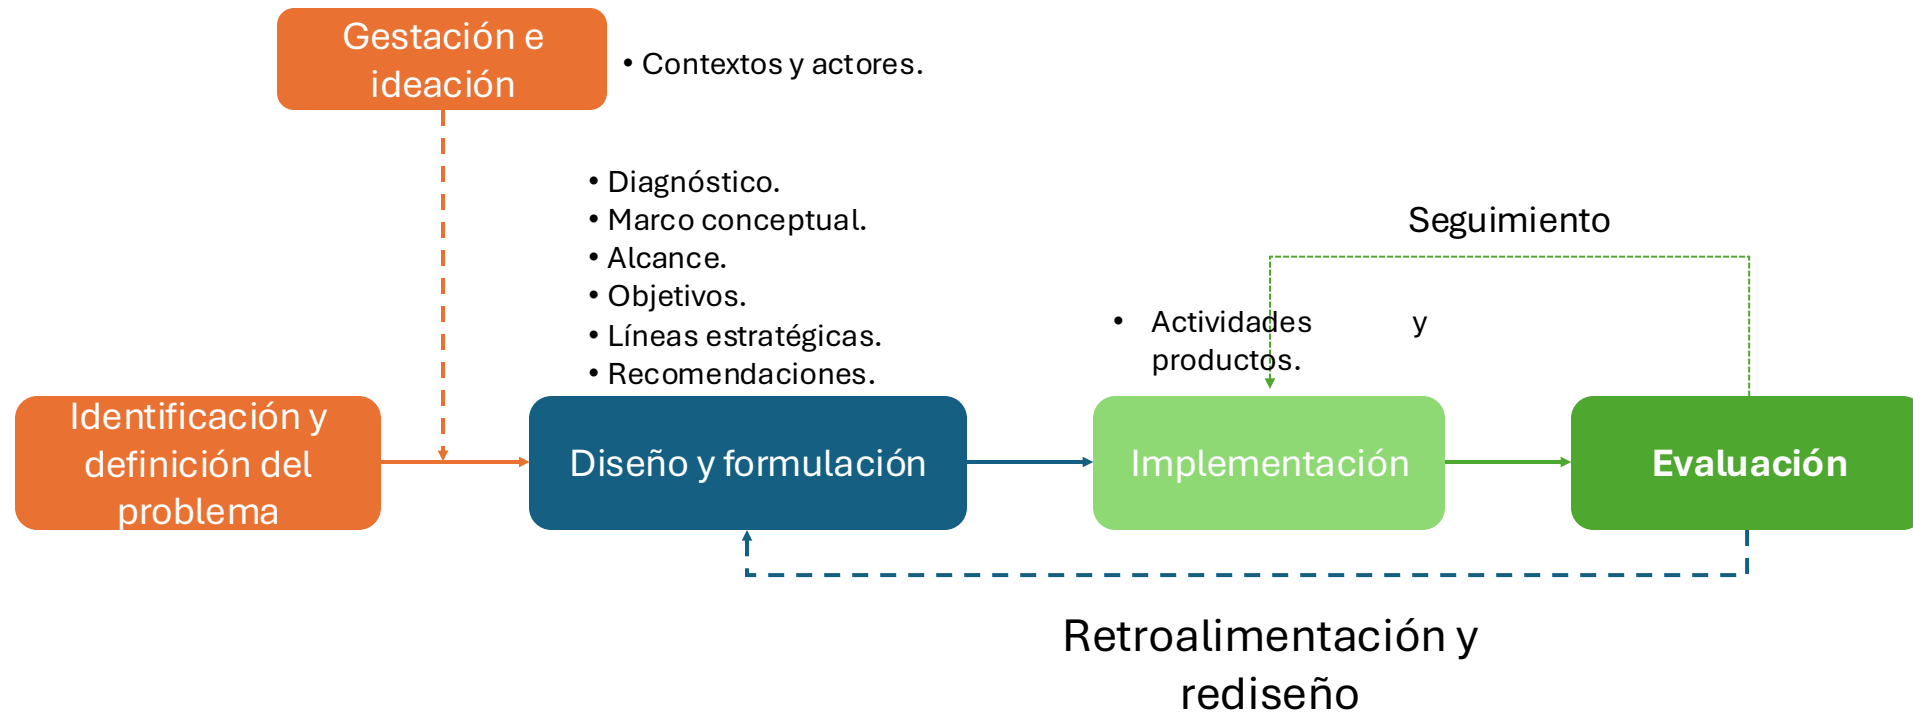 Gestación e
ideación
• Contextos y actores.
• Diagnóstico.
• Marco conceptual.
• Alcance.
• Objetivos.
• Líneas estratégicas.
• Recomendaciones.
Seguimiento
• Actividades y
productos.
Identificación y
definición del
problema
Diseño y formulación
Implementación
Evaluación
Retroalimentación y
rediseño